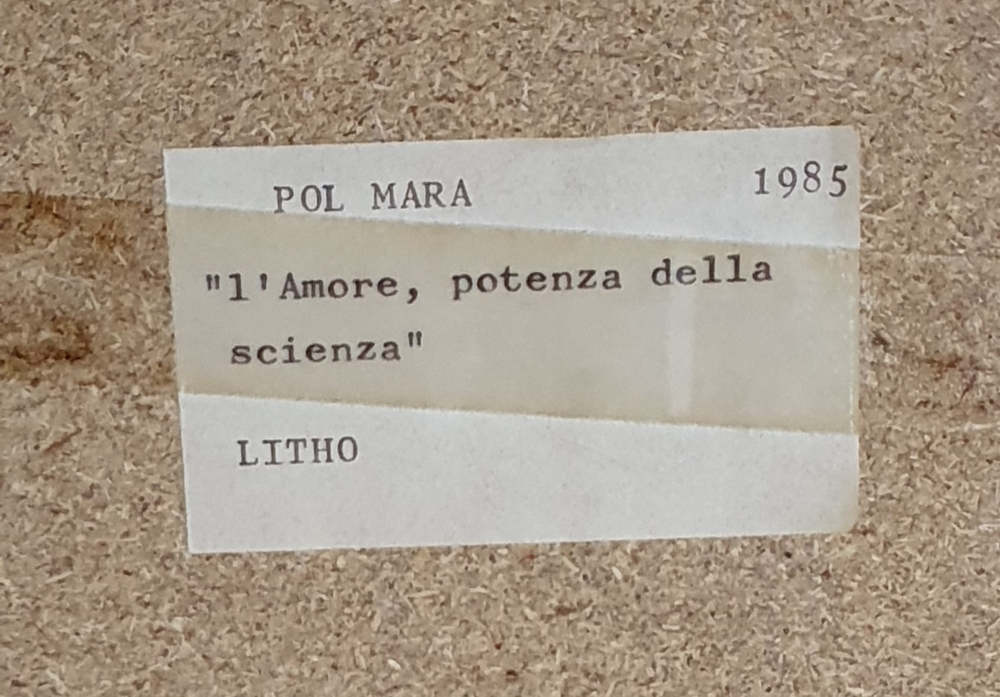 POL MARA 1985
"l'Amore, potenza della
scienza"
LITHO